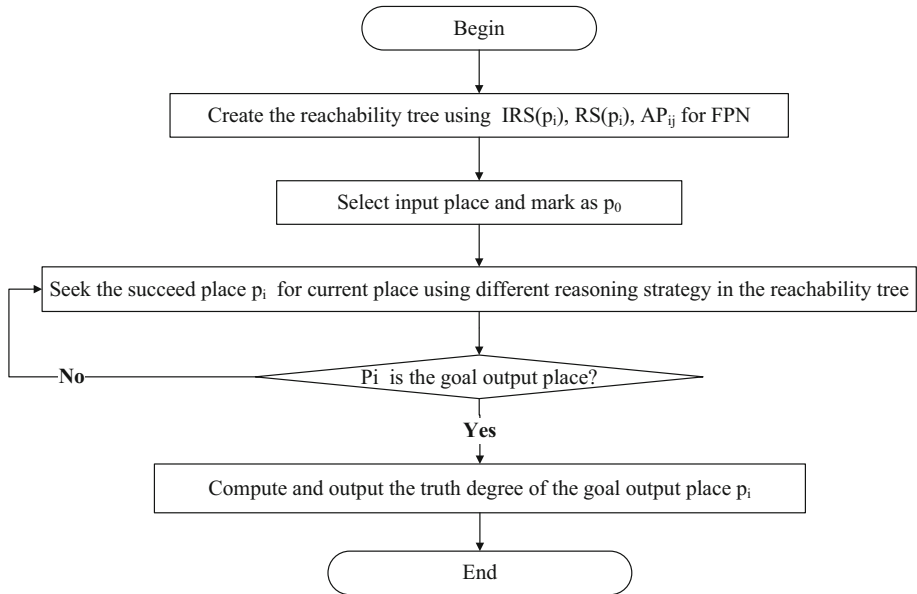 Begin
Create the reachability tree using IRS(pᵢ), RS(pᵢ), APᵢⱼ for FPN
Select input place and mark as p₀
Seek the succeed place pᵢ for current place using different reasoning strategy in the reachability tree
Pi is the goal output place?
No
Yes
Compute and output the truth degree of the goal output place pᵢ
End